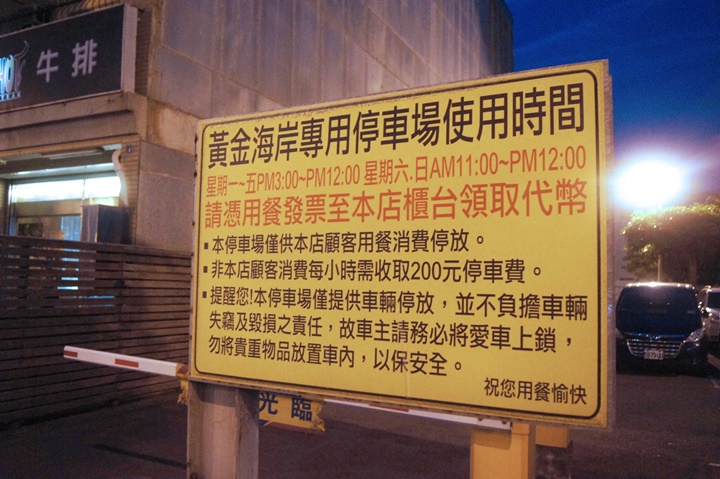 牛排
黃金海岸專用停車場使用時間
星期一~五PM3:00~PM12:00 星期六.日AM11:00~PM12:00
請憑用餐發票至本店櫃台領取代幣
▪本停車場僅供本店顧客用餐消費停放。
▪非本店顧客消費每小時需收取200元停車費。
▪提醒您!本停車場僅提供車輛停放，並不負擔車輛
失竊及毀損之責任，故車主請務必將愛車上鎖，
勿將貴重物品放置車內，以保安全。
祝您用餐愉快
光臨